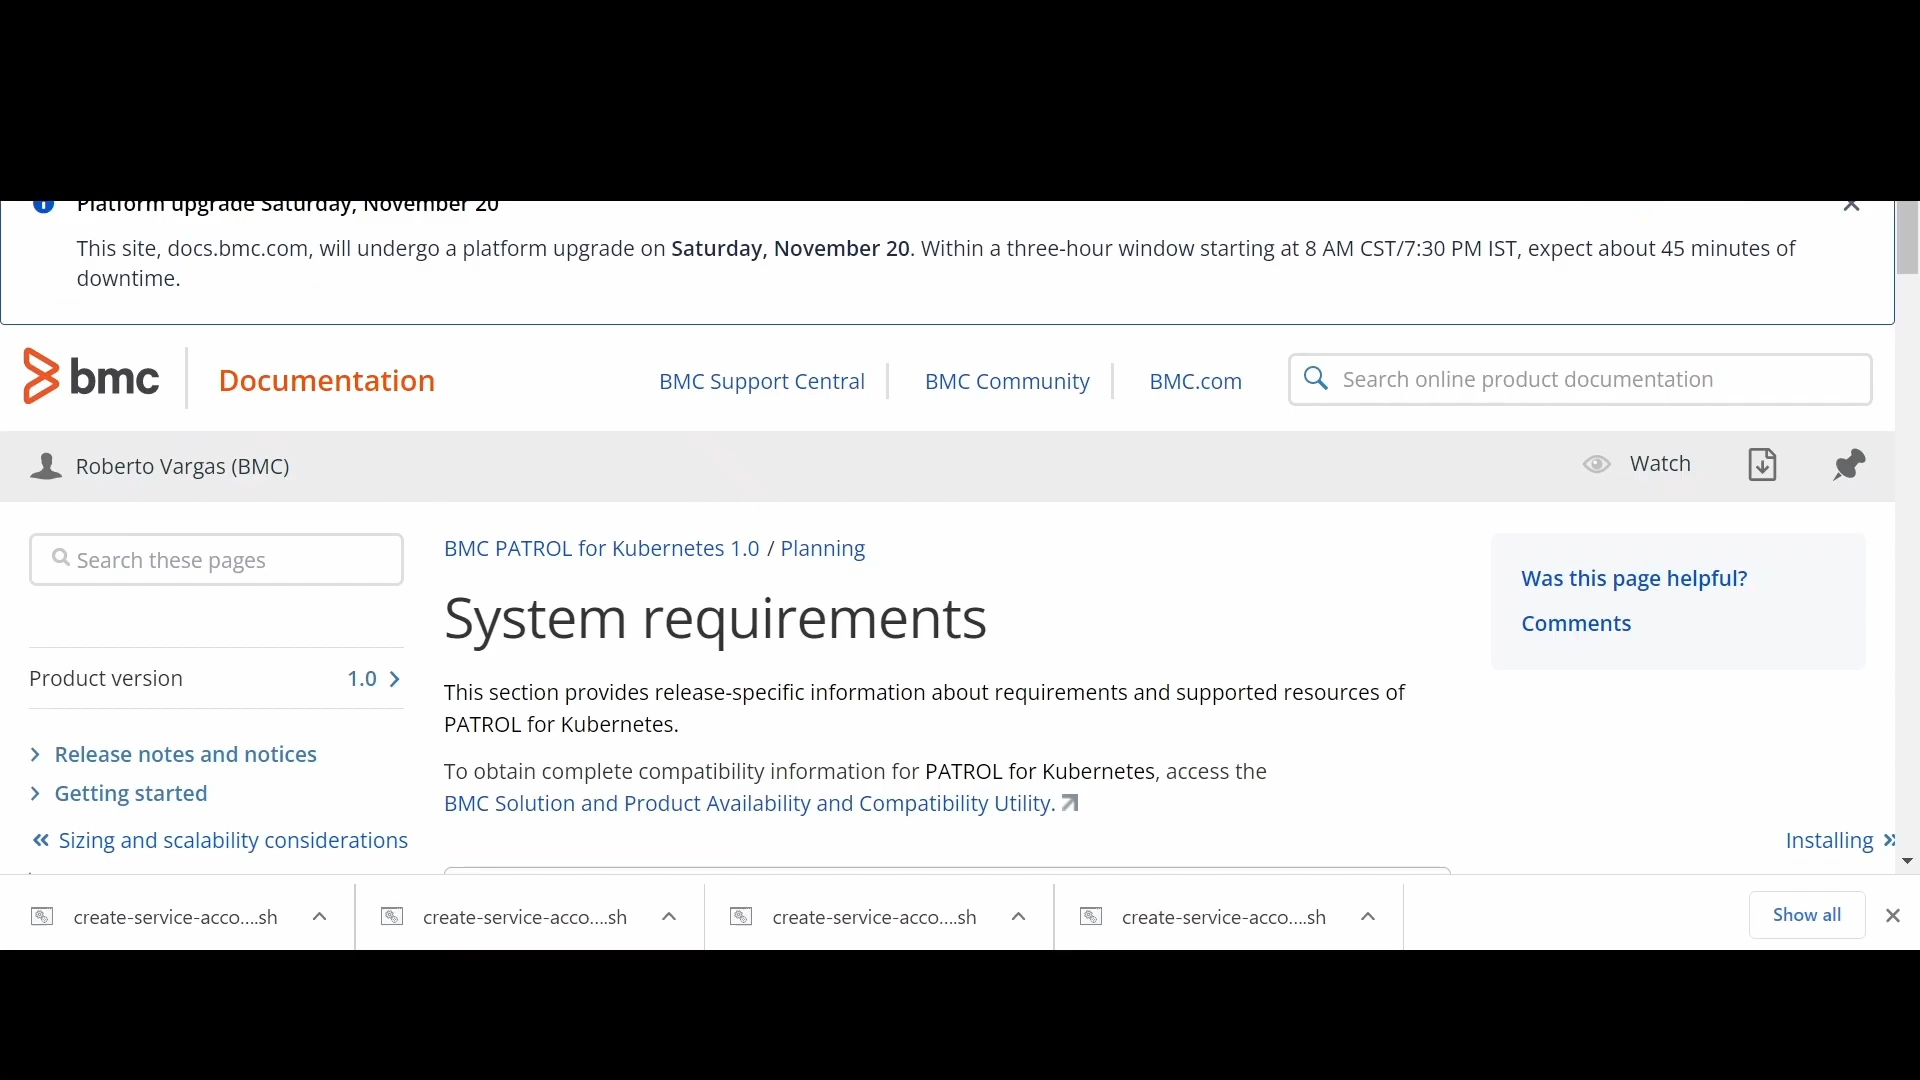 Platform upgrade Saturday, November 20
This site, docs.bmc.com, will undergo a platform upgrade on Saturday, November 20. Within a three-hour window starting at 8 AM CST/7:30 PM IST, expect about 45 minutes of
downtime.
bmc
Documentation
BMC Support Central
BMC Community
BMC.com
Search online product documentation
Roberto Vargas (BMC)
Watch
Search these pages
BMC PATROL for Kubernetes 1.0 / Planning
Was this page helpful?
Comments
System requirements
Product version 1.0
This section provides release-specific information about requirements and supported resources of
PATROL for Kubernetes.
Release notes and notices
To obtain complete compatibility information for PATROL for Kubernetes, access the
Getting started
BMC Solution and Product Availability and Compatibility Utility.
« Sizing and scalability considerations
Installing »
create-service-acco....sh
create-service-acco....sh
create-service-acco....sh
create-service-acco....sh
Show all